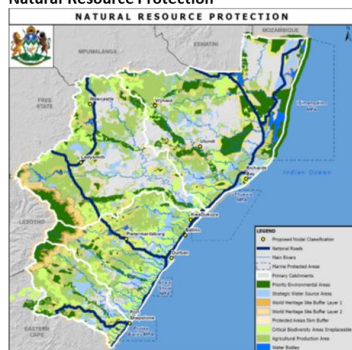 Natural Resource Protection
NATURAL RESOURCE PROTECTION
MOZAMBIQUE
ESWATINI
MPUMALANGA
FREE
STATE
Newcastle
Vryheid
Ulundi
Ladysmith
Richards
Bay
Indian Ocean
LESOTHO
KwaDukuza
Pietermaritzburg
Durban
EASTERN
CAPE
LEGEND
Proposed Nodal Classification
National Roads
Main Rivers
Marine Protected Areas
Primary Catchments
Priority Environmental Areas
Strategic Water Source Areas
World Heritage Site Buffer Layer 1
World Heritage Site Buffer Layer 2
Protected Areas 5km Buffer
Critical Biodiversity Areas Irreplaceable
Agricultural Production Area
Water Bodies